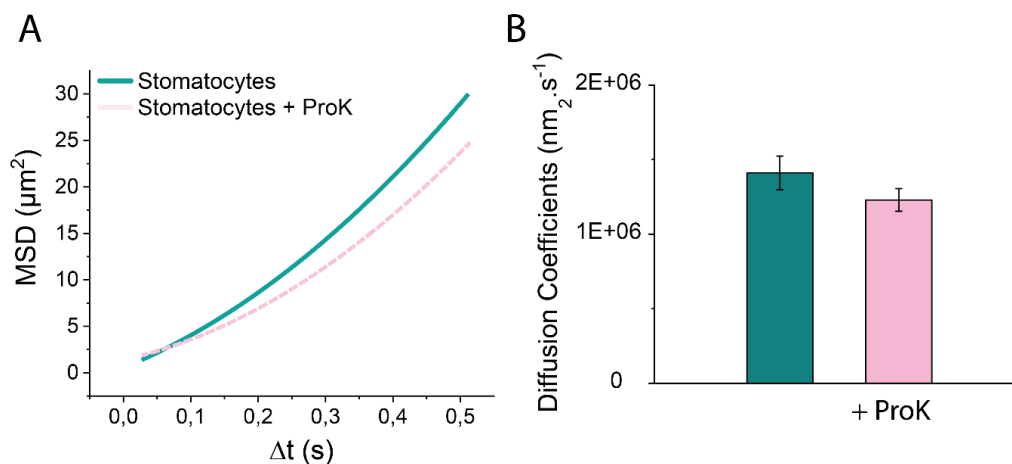 A
Stomatocytes
Stomatocytes + ProK
MSD (µm²)
30
25
20
15
10
5
0
0,0 0,1 0,2 0,3 0,4 0,5
Δt (s)
B
Diffusion Coefficients (nm₂.s⁻¹)
2E+06
1E+06
0
+ ProK